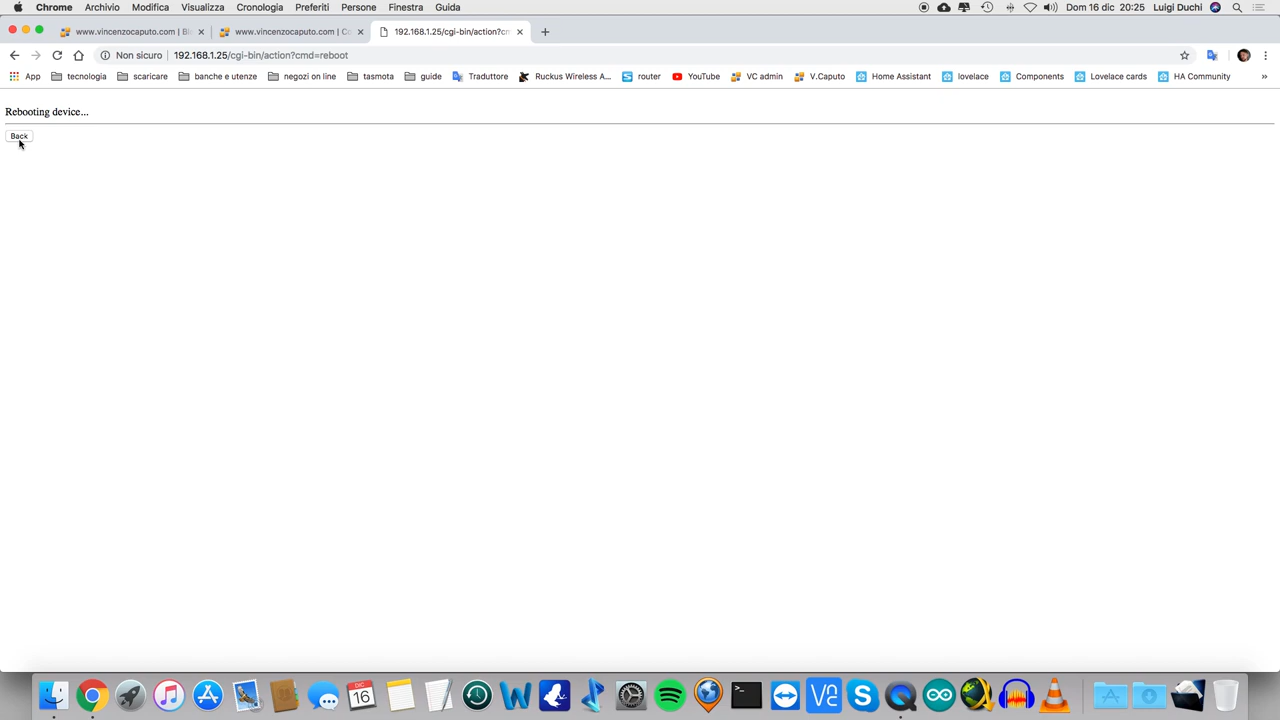 Chrome Archivio Modifica Visualizza Cronologia Preferiti Persone Finestra Guida Dom 16 dic 20:25 Luigi Duchi
www.vincenzocaputo.com | Bl www.vincenzocaputo.com | C 192.168.1.25/cgi-bin/action?cm
Non sicuro 192.168.1.25/cgi-bin/action?cmd=reboot
App tecnologia scaricare banche e utenze negozi on line tasmota guide Traduttore Ruckus Wireless A... router YouTube VC admin V.Caputo Home Assistant lovelace Components Lovelace cards HA Community »
Rebooting device...
Back
DIC
16